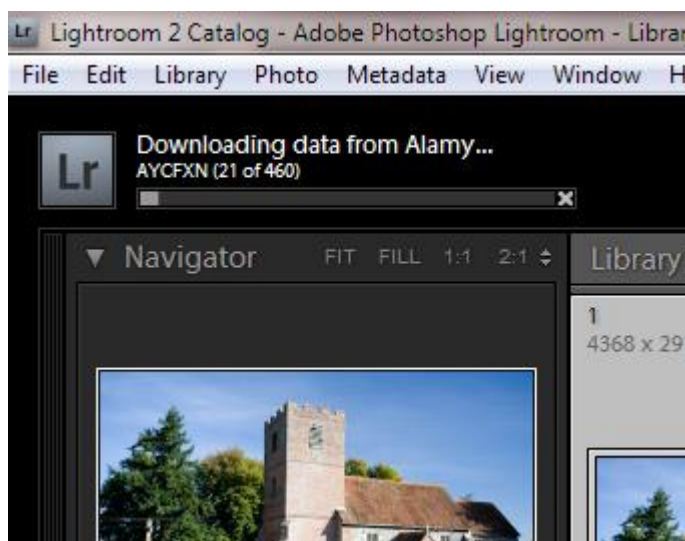 Lr Lightroom 2 Catalog - Adobe Photoshop Lightroom - Librar
File Edit Library Photo Metadata View Window H
Lr
Downloading data from Alamy...
AYCFXN (21 of 460)
Navigator FIT FILL 1:1 2:1 Library
1
4368 x 29